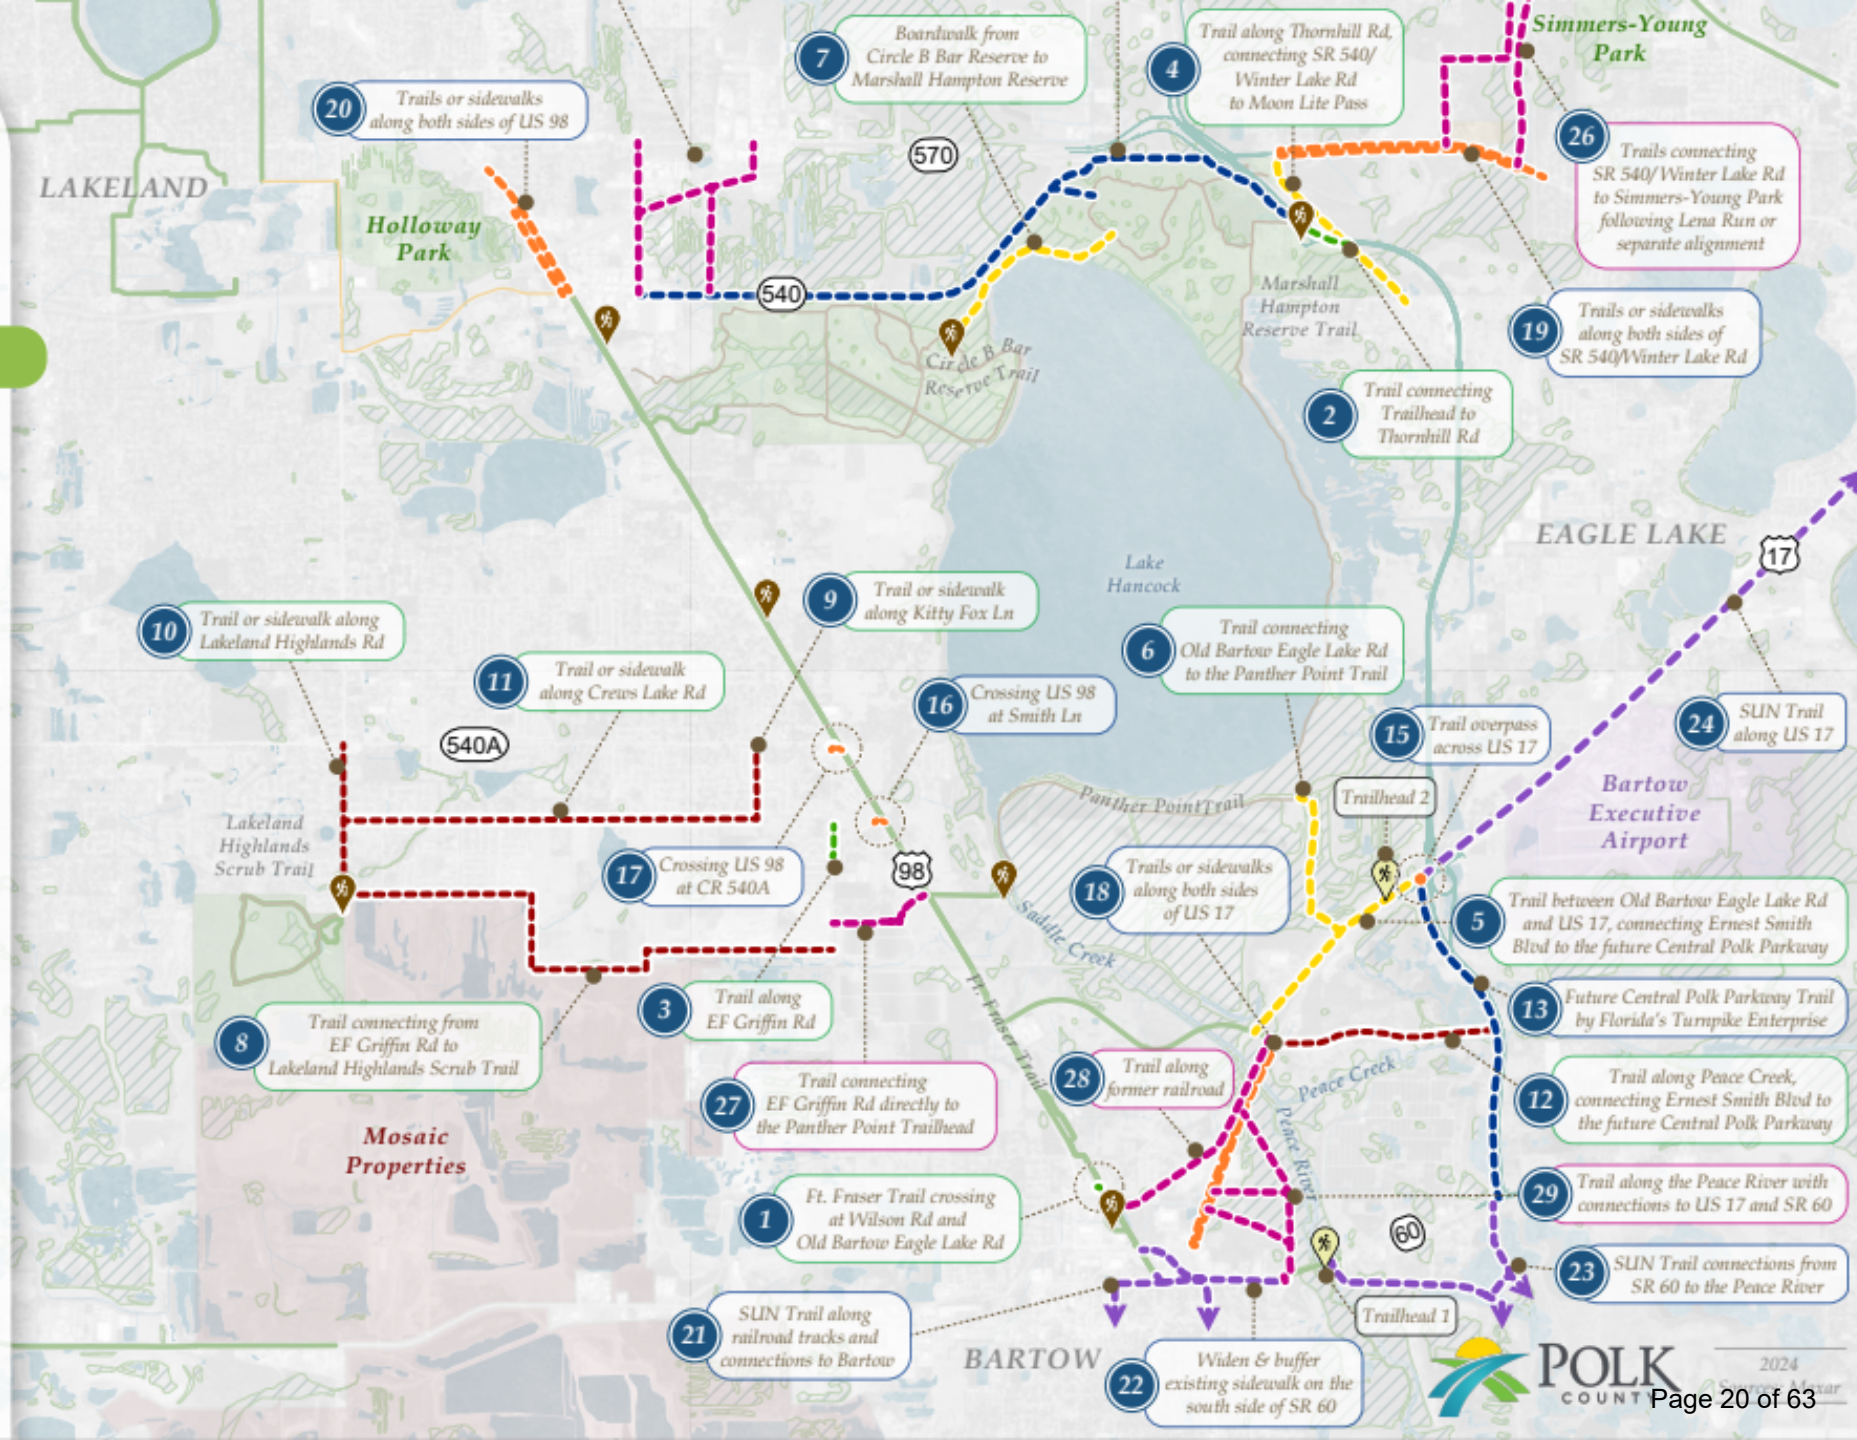 Simmers-Young
Park
7
Boardwalk from
Circle B Bar Reserve to
Marshall Hampton Reserve
4
Trail along Thornhill Rd,
connecting SR 540/
Winter Lake Rd
to Moon Lite Pass
20
Trails or sidewalks
along both sides of US 98
570
26
Trails connecting
SR 540/Winter Lake Rd
to Simmers-Young Park
following Lena Run or
separate alignment
LAKELAND
Holloway
Park
540
Marshall
Hampton
Reserve Trail
19
Trails or sidewalks
along both sides of
SR 540/Winter Lake Rd
Circle B Bar
Reserve Trail
2
Trail connecting
Trailhead to
Thornhill Rd
EAGLE LAKE
17
Lake
Hancock
10
Trail or sidewalk along
Lakeland Highlands Rd
9
Trail or sidewalk
along Kitty Fox Ln
6
Trail connecting
Old Bartow Eagle Lake Rd
to the Panther Point Trail
11
Trail or sidewalk
along Crews Lake Rd
16
Crossing US 98
at Smith Ln
15
Trail overpass
across US 17
24
SUN Trail
along US 17
540A
Bartow
Executive
Airport
Panther Point Trail
Trailhead 2
Lakeland
Highlands
Scrub Trail
17
Crossing US 98
at CR 540A
98
18
Trails or sidewalks
along both sides
of US 17
5
Trail between Old Bartow Eagle Lake Rd
and US 17, connecting Ernest Smith
Blvd to the future Central Polk Parkway
Saddle Creek
3
Trail along
EF Griffin Rd
Ft. Fraser Trail
13
Future Central Polk Parkway Trail
by Florida's Turnpike Enterprise
8
Trail connecting from
EF Griffin Rd to
Lakeland Highlands Scrub Trail
27
Trail connecting
EF Griffin Rd directly to
the Panther Point Trailhead
28
Trail along
former railroad
Peace Creek
12
Trail along Peace Creek,
connecting Ernest Smith Blvd to
the future Central Polk Parkway
Mosaic
Properties
Peace River
1
Ft. Fraser Trail crossing
at Wilson Rd and
Old Bartow Eagle Lake Rd
29
Trail along the Peace River with
connections to US 17 and SR 60
60
23
SUN Trail connections from
SR 60 to the Peace River
21
SUN Trail along
railroad tracks and
connections to Bartow
Trailhead 1
BARTOW
22
Widen & buffer
existing sidewalk on the
south side of SR 60
POLK
COUNTY
2024
Sources: Maxar
Page 20 of 63